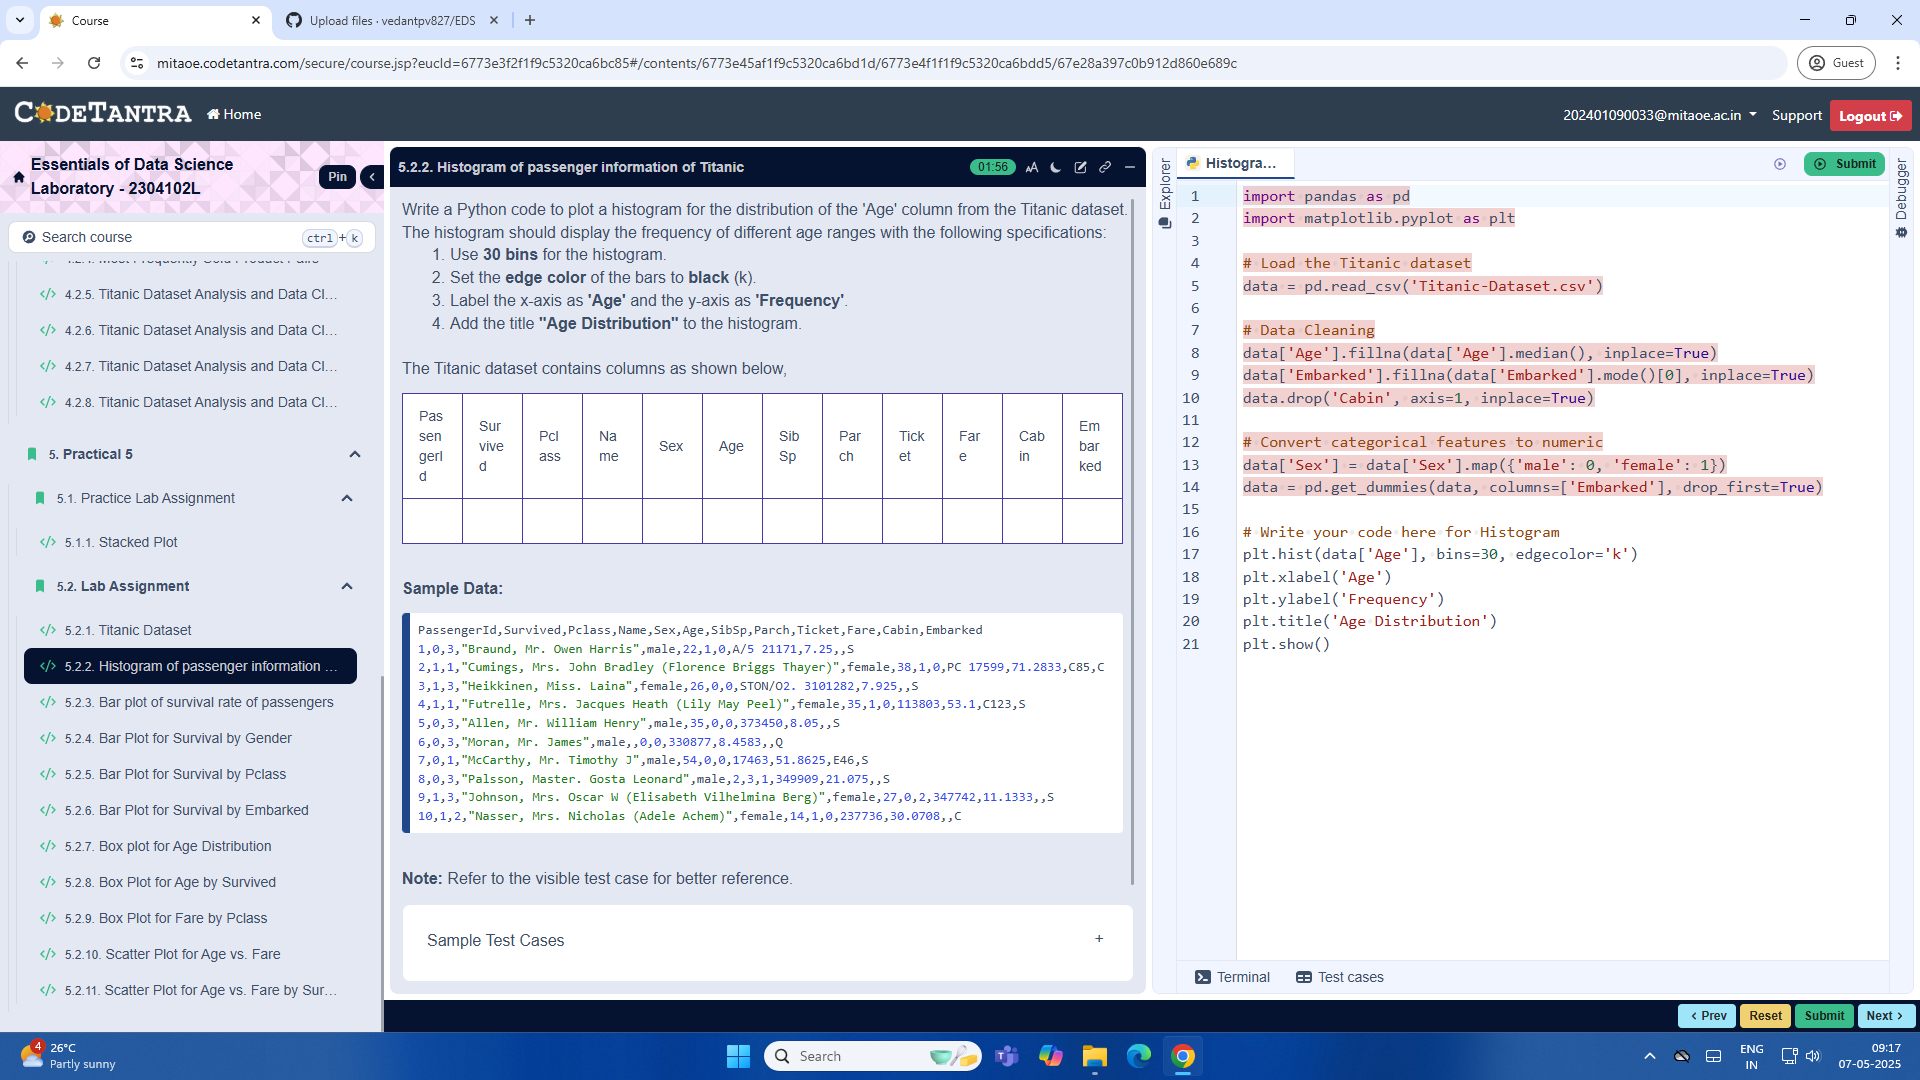 Course
Upload files · vedantpv827/EDS
mitaoe.codetantra.com/secure/course.jsp?eucId=6773e3f2f1f9c5320ca6bc85#/contents/6773e45af1f9c5320ca6bd1d/6773e4f1f1f9c5320ca6bdd5/67e28a397c0b912d860e689c
Guest
CODETANTRA
Home
202401090033@mitaoe.ac.in
Support
Logout
Essentials of Data Science
Laboratory - 2304102L
Pin
Search course
ctrl + k
4.2.5. Titanic Dataset Analysis and Data Cl...
4.2.6. Titanic Dataset Analysis and Data Cl...
4.2.7. Titanic Dataset Analysis and Data Cl...
4.2.8. Titanic Dataset Analysis and Data Cl...
5. Practical 5
5.1. Practice Lab Assignment
5.1.1. Stacked Plot
5.2. Lab Assignment
5.2.1. Titanic Dataset
5.2.2. Histogram of passenger information ...
5.2.3. Bar plot of survival rate of passengers
5.2.4. Bar Plot for Survival by Gender
5.2.5. Bar Plot for Survival by Pclass
5.2.6. Bar Plot for Survival by Embarked
5.2.7. Box plot for Age Distribution
5.2.8. Box Plot for Age by Survived
5.2.9. Box Plot for Fare by Pclass
5.2.10. Scatter Plot for Age vs. Fare
5.2.11. Scatter Plot for Age vs. Fare by Sur...
5.2.2. Histogram of passenger information of Titanic
01:56
AA
Write a Python code to plot a histogram for the distribution of the 'Age' column from the Titanic dataset.
The histogram should display the frequency of different age ranges with the following specifications:
1. Use 30 bins for the histogram.
2. Set the edge color of the bars to black (k).
3. Label the x-axis as 'Age' and the y-axis as 'Frequency'.
4. Add the title "Age Distribution" to the histogram.
The Titanic dataset contains columns as shown below,
PassengerId Survived Pclass Name Sex Age SibSp Parch Ticket Fare Cabin Embarked
Sample Data:
PassengerId,Survived,Pclass,Name,Sex,Age,SibSp,Parch,Ticket,Fare,Cabin,Embarked
1,0,3,"Braund, Mr. Owen Harris",male,22,1,0,A/5 21171,7.25,,S
2,1,1,"Cumings, Mrs. John Bradley (Florence Briggs Thayer)",female,38,1,0,PC 17599,71.2833,C85,C
3,1,3,"Heikkinen, Miss. Laina",female,26,0,0,STON/O2. 3101282,7.925,,S
4,1,1,"Futrelle, Mrs. Jacques Heath (Lily May Peel)",female,35,1,0,113803,53.1,C123,S
5,0,3,"Allen, Mr. William Henry",male,35,0,0,373450,8.05,,S
6,0,3,"Moran, Mr. James",male,,0,0,330877,8.4583,,Q
7,0,1,"McCarthy, Mr. Timothy J",male,54,0,0,17463,51.8625,E46,S
8,0,3,"Palsson, Master. Gosta Leonard",male,2,3,1,349909,21.075,,S
9,1,3,"Johnson, Mrs. Oscar W (Elisabeth Vilhelmina Berg)",female,27,0,2,347742,11.1333,,S
10,1,2,"Nasser, Mrs. Nicholas (Adele Achem)",female,14,1,0,237736,30.0708,,C
Note: Refer to the visible test case for better reference.
Sample Test Cases
+
Explorer
Histogra...
Submit
Debugger
1 import pandas as pd
2 import matplotlib.pyplot as plt
3
4 # Load the Titanic dataset
5 data = pd.read_csv('Titanic-Dataset.csv')
6
7 # Data Cleaning
8 data['Age'].fillna(data['Age'].median(), inplace=True)
9 data['Embarked'].fillna(data['Embarked'].mode()[0], inplace=True)
10 data.drop('Cabin', axis=1, inplace=True)
11
12 # Convert categorical features to numeric
13 data['Sex'] = data['Sex'].map({'male': 0, 'female': 1})
14 data = pd.get_dummies(data, columns=['Embarked'], drop_first=True)
15
16 # Write your code here for Histogram
17 plt.hist(data['Age'], bins=30, edgecolor='k')
18 plt.xlabel('Age')
19 plt.ylabel('Frequency')
20 plt.title('Age Distribution')
21 plt.show()
Terminal
Test cases
Prev
Reset
Submit
Next
4
26°C
Partly sunny
Search
ENG
IN
09:17
07-05-2025